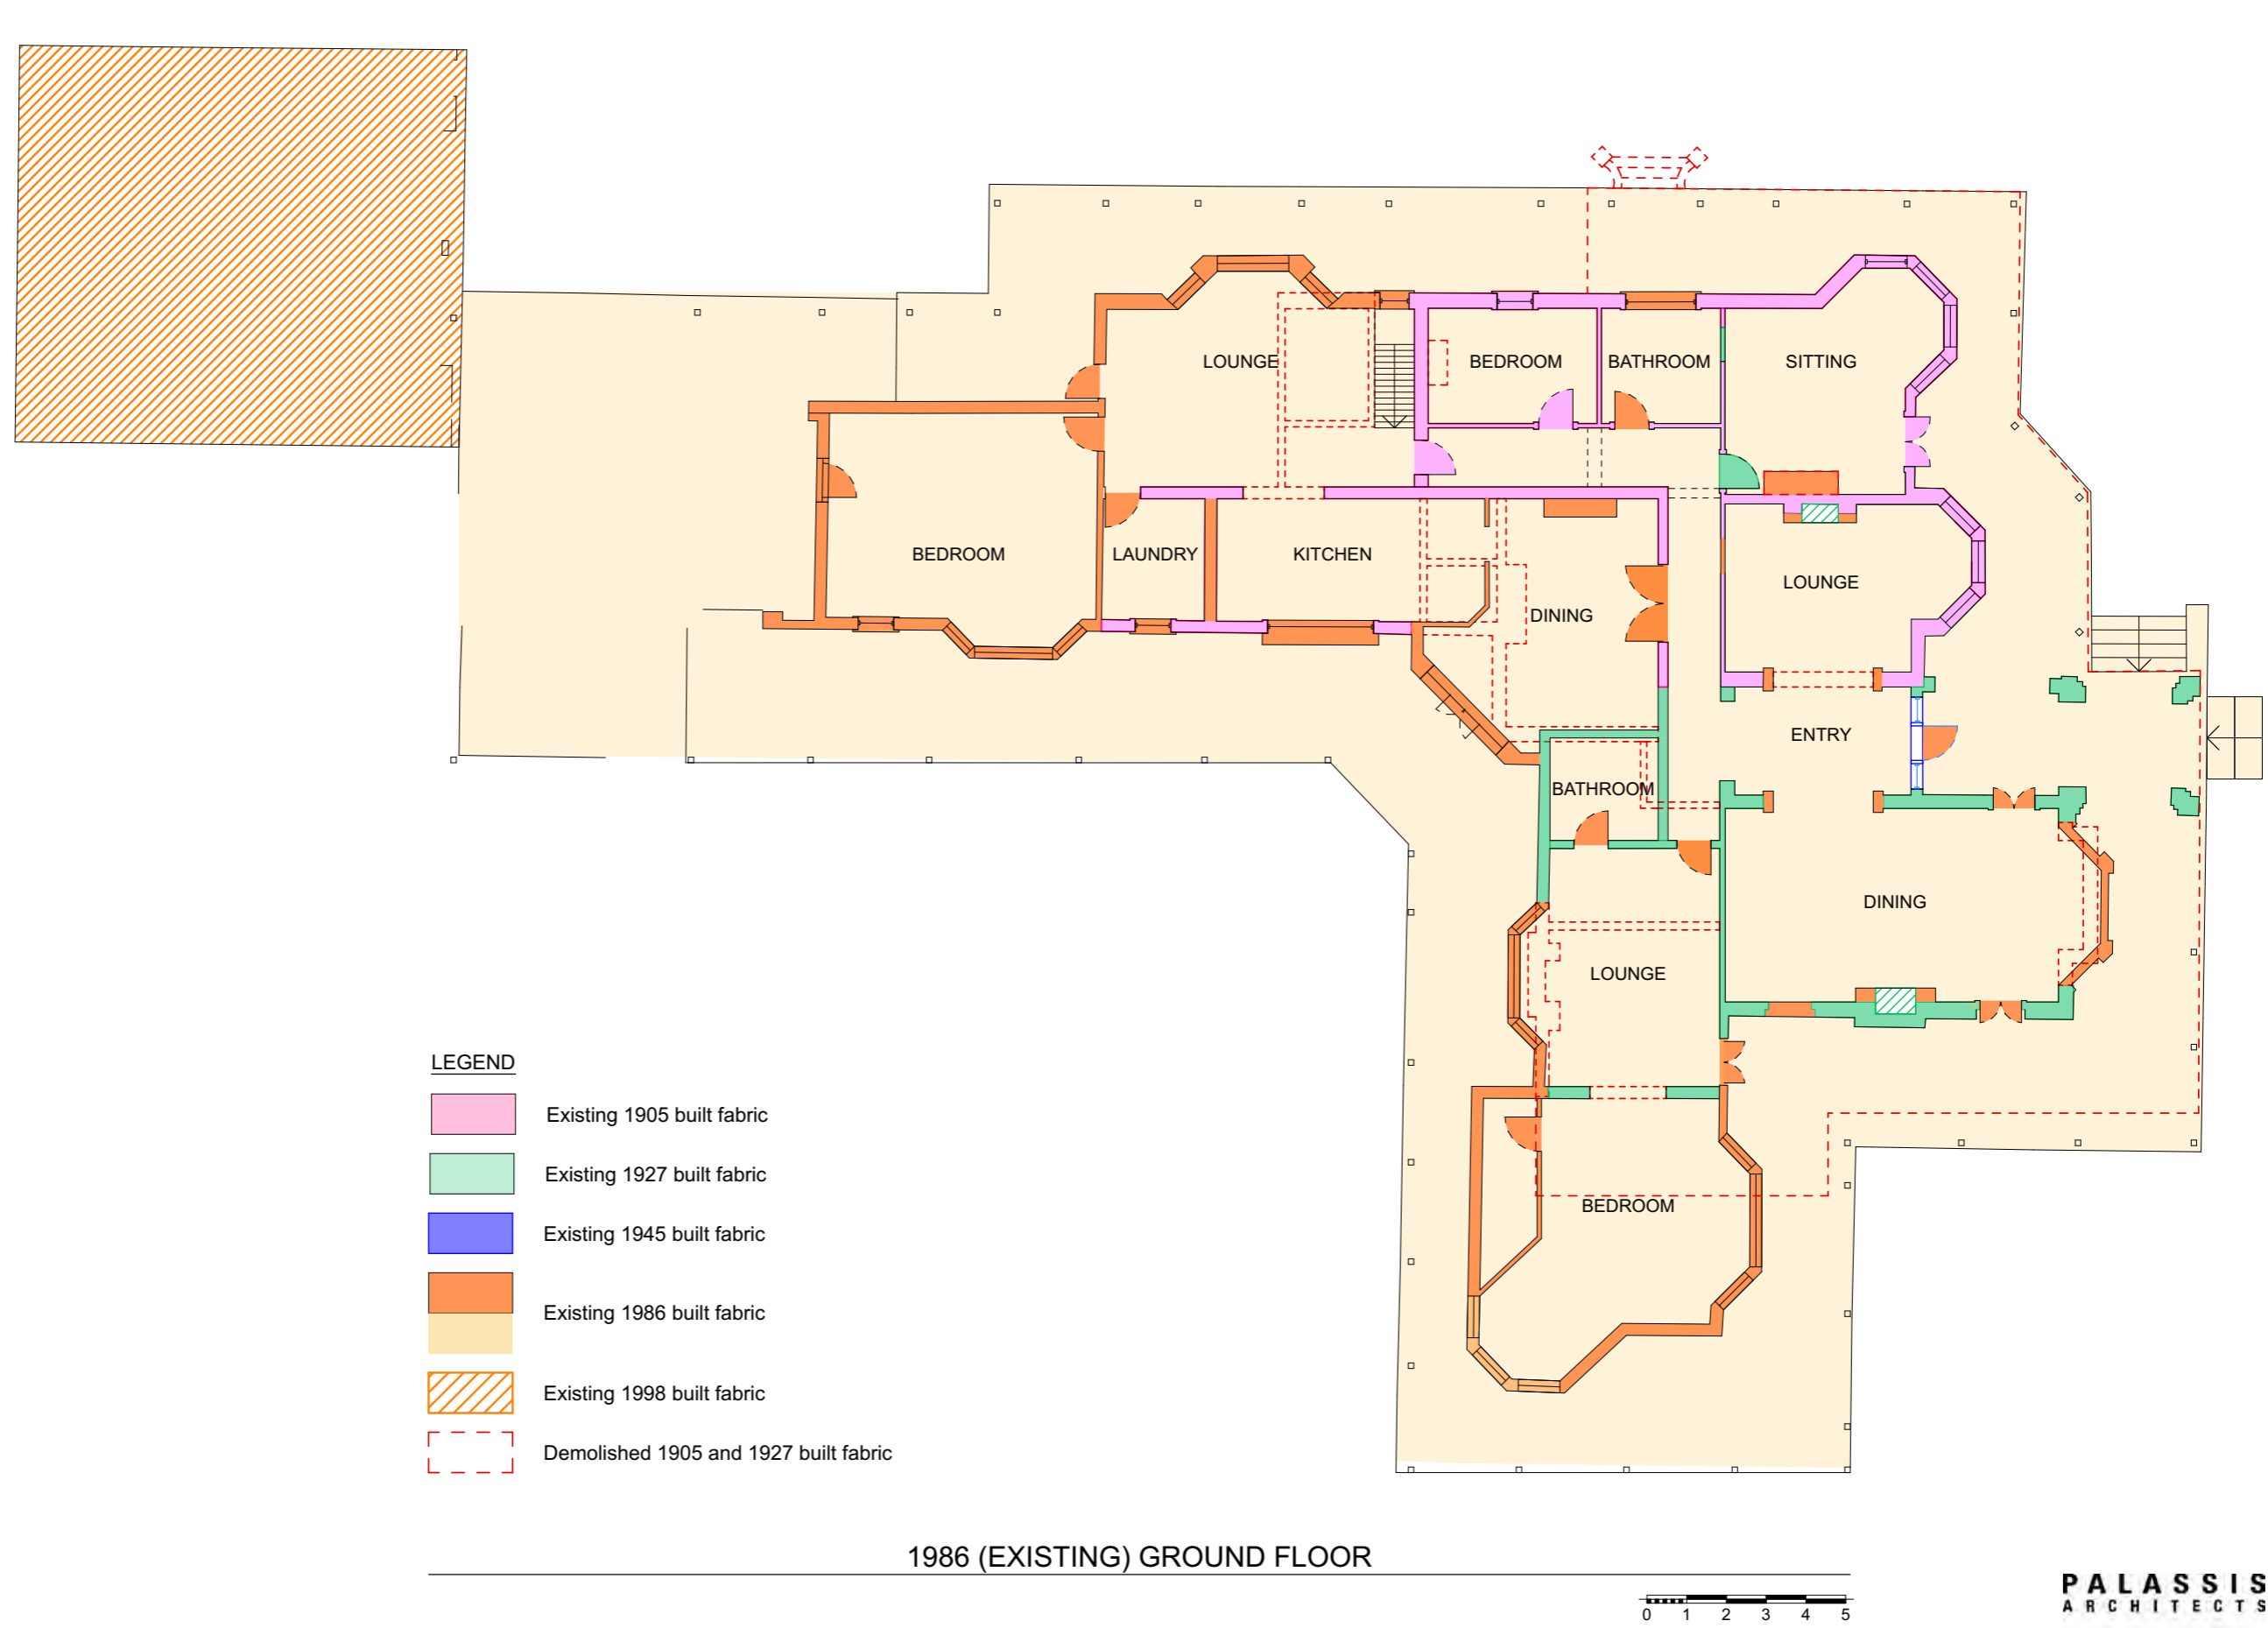 LOUNGE
BEDROOM
BATHROOM
SITTING
BEDROOM
LAUNDRY
KITCHEN
DINING
LOUNGE
ENTRY
BATHROOM
DINING
LOUNGE
BEDROOM
LEGEND
Existing 1905 built fabric
Existing 1927 built fabric
Existing 1945 built fabric
Existing 1986 built fabric
Existing 1998 built fabric
Demolished 1905 and 1927 built fabric
1986 (EXISTING) GROUND FLOOR
0 1 2 3 4 5
PALASSIS
ARCHITECTS